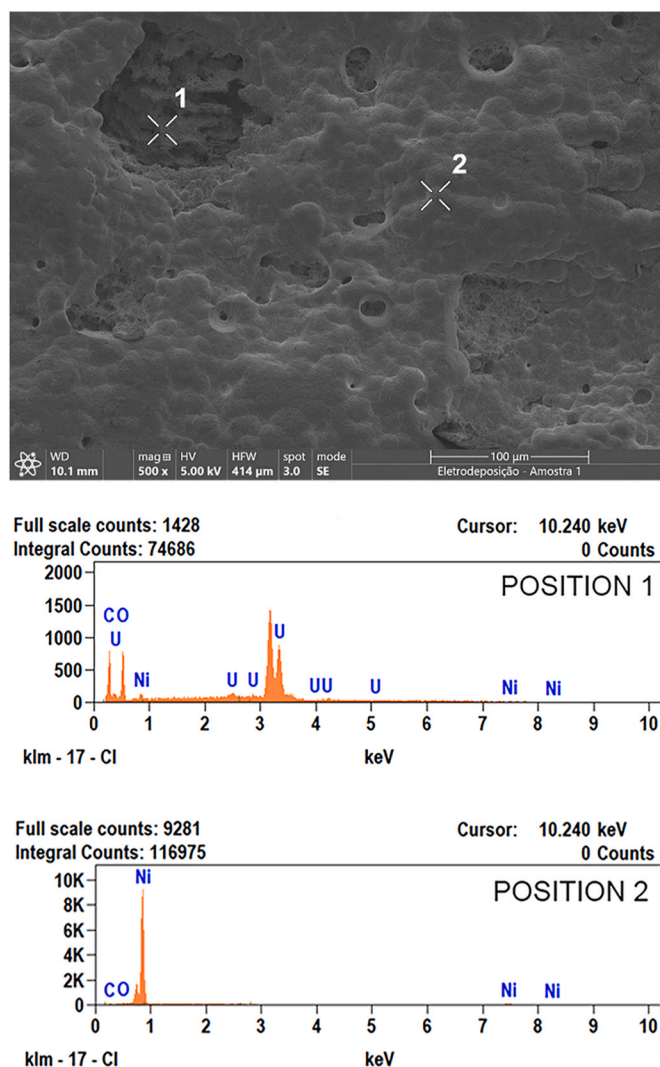 1
2
WD mag HV HFW spot mode 100 µm
10.1 mm 500 x 5.00 kV 414 µm 3.0 SE Eletrodeposição - Amostra 1
Full scale counts: 1428 Cursor: 10.240 keV
Integral Counts: 74686 0 Counts
2000 POSITION 1
1500
C O
1000 U U
500 Ni U U U U U Ni Ni
0
0 1 2 3 4 5 6 7 8 9 10
klm - 17 - Cl keV
Full scale counts: 9281 Cursor: 10.240 keV
Integral Counts: 116975 0 Counts
10K Ni POSITION 2
8K
6K
4K
2K C O Ni Ni
0
0 1 2 3 4 5 6 7 8 9 10
klm - 17 - Cl keV